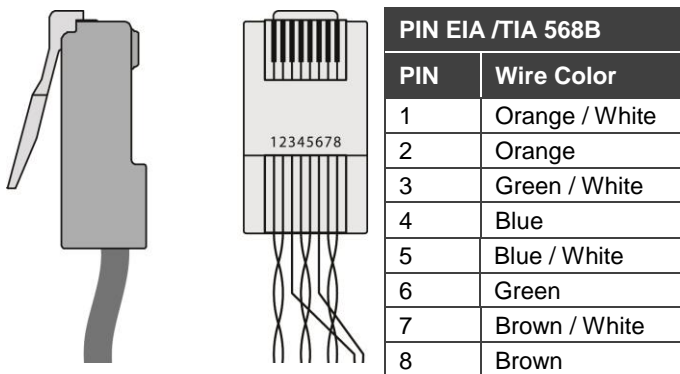 12345678
PIN EIA /TIA 568B
PIN Wire Color
1 Orange / White
2 Orange
3 Green / White
4 Blue
5 Blue / White
6 Green
7 Brown / White
8 Brown